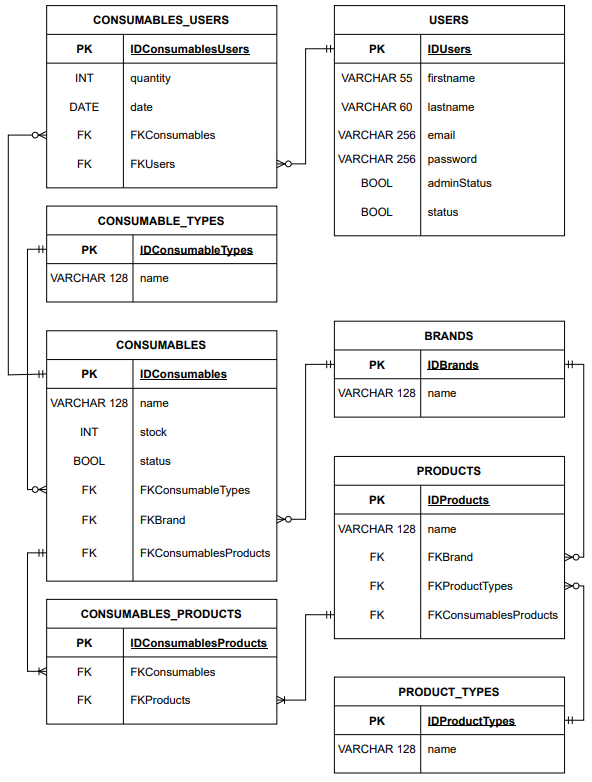 CONSUMABLES_USERS
PK IDConsumablesUsers
INT quantity
DATE date
FK FKConsumables
FK FKUsers
USERS
PK IDUsers
VARCHAR 55 firstname
VARCHAR 60 lastname
VARCHAR 256 email
VARCHAR 256 password
BOOL adminStatus
BOOL status
CONSUMABLE_TYPES
PK IDConsumableTypes
VARCHAR 128 name
CONSUMABLES
PK IDConsumables
VARCHAR 128 name
INT stock
BOOL status
FK FKConsumableTypes
FK FKBrand
FK FKConsumablesProducts
BRANDS
PK IDBrands
VARCHAR 128 name
PRODUCTS
PK IDProducts
VARCHAR 128 name
FK FKBrand
FK FKProductTypes
FK FKConsumablesProducts
CONSUMABLES_PRODUCTS
PK IDConsumablesProducts
FK FKConsumables
FK FKProducts
PRODUCT_TYPES
PK IDProductTypes
VARCHAR 128 name